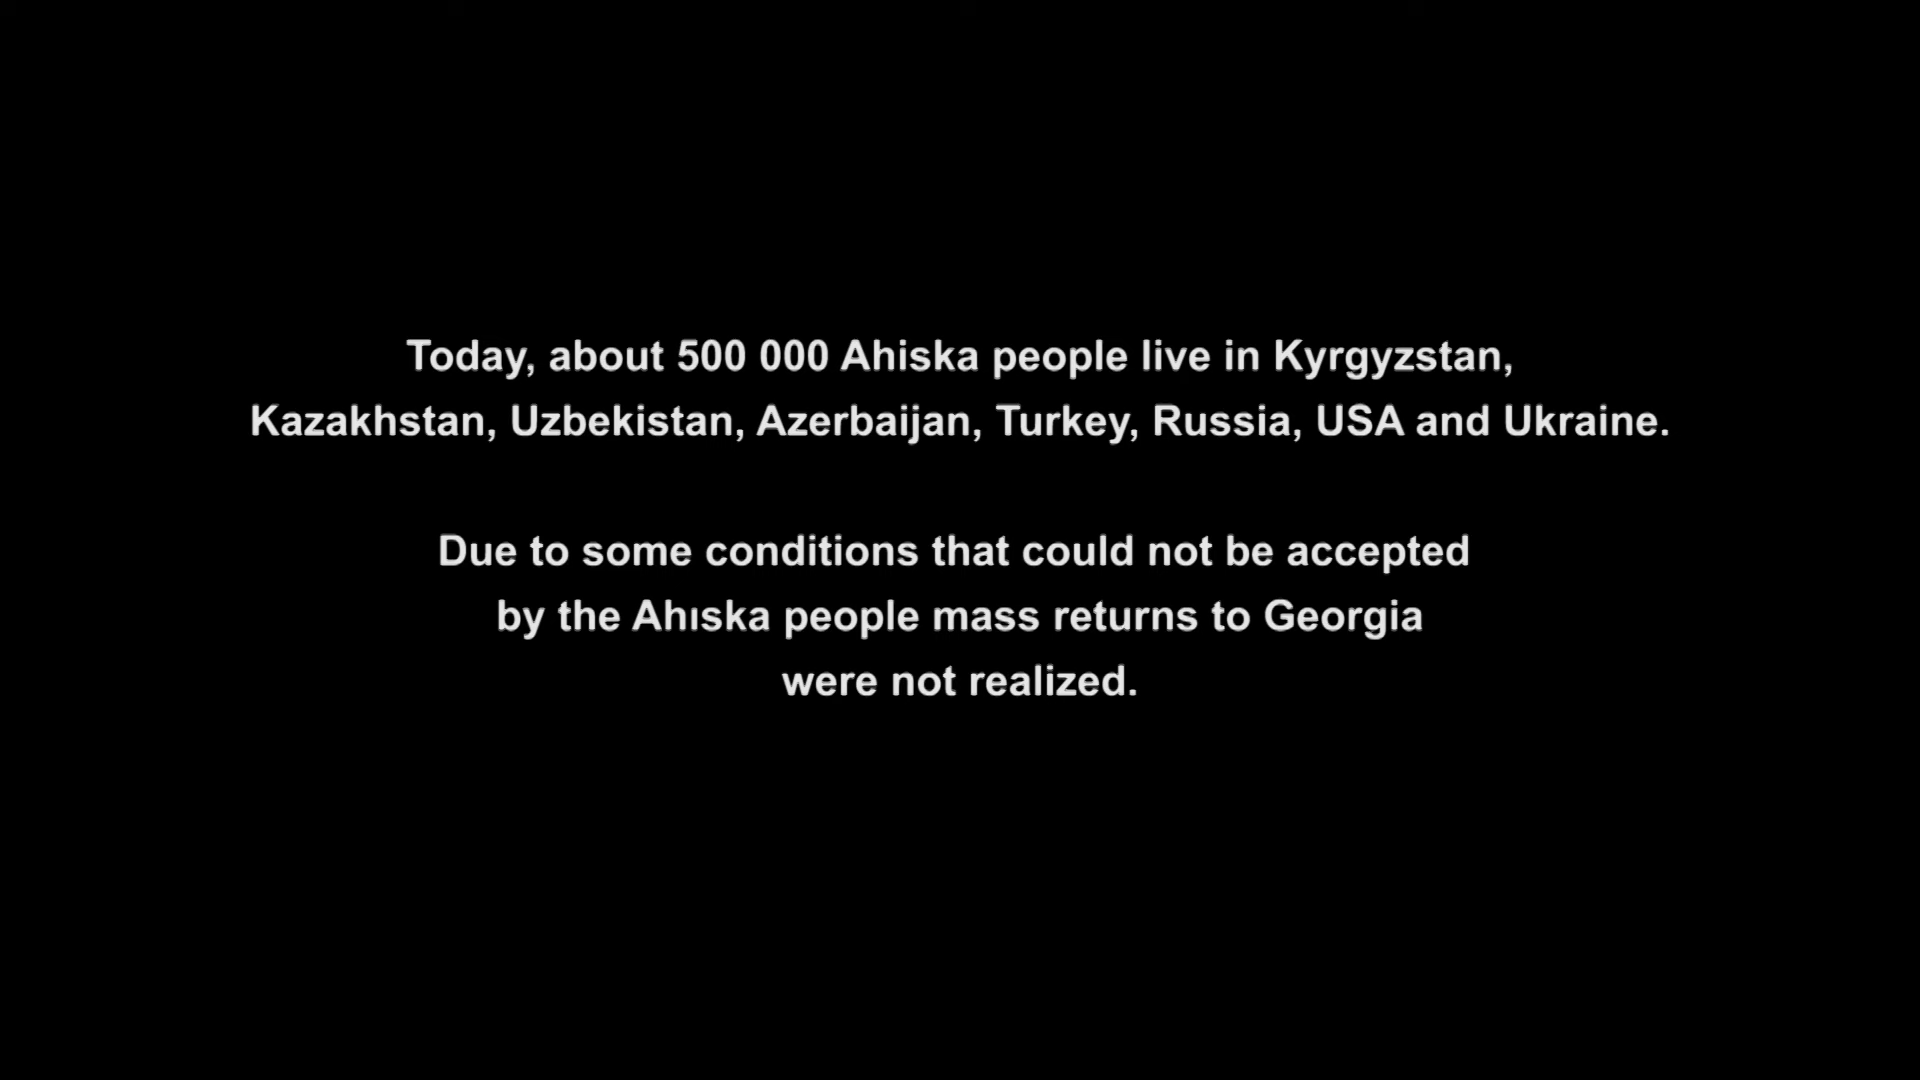 Today, about 500 000 Ahiska people live in Kyrgyzstan,
Kazakhstan, Uzbekistan, Azerbaijan, Turkey, Russia, USA and Ukraine.
Due to some conditions that could not be accepted
by the Ahıska people mass returns to Georgia
were not realized.